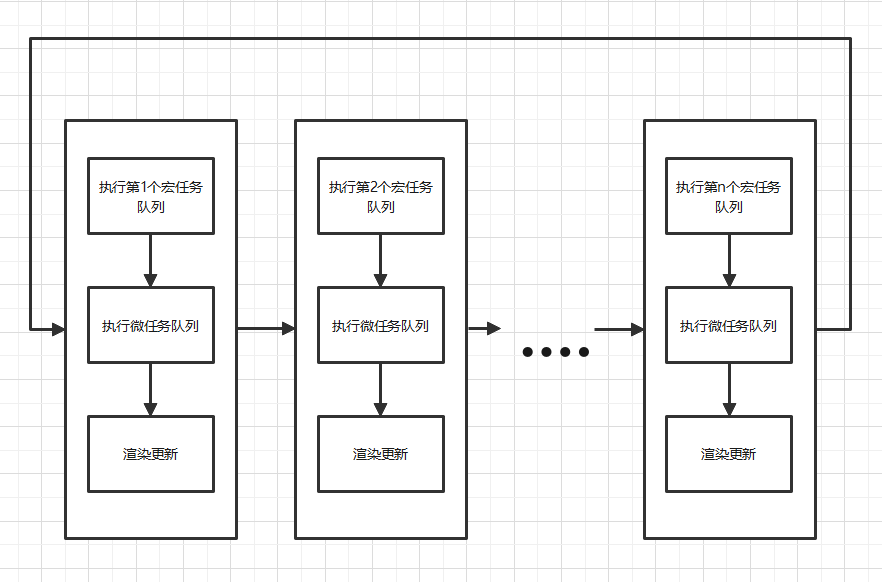 执行第1个宏任务
队列
执行微任务队列
渲染更新
执行第2个宏任务
队列
执行微任务队列
渲染更新
执行第n个宏任务
队列
执行微任务队列
渲染更新